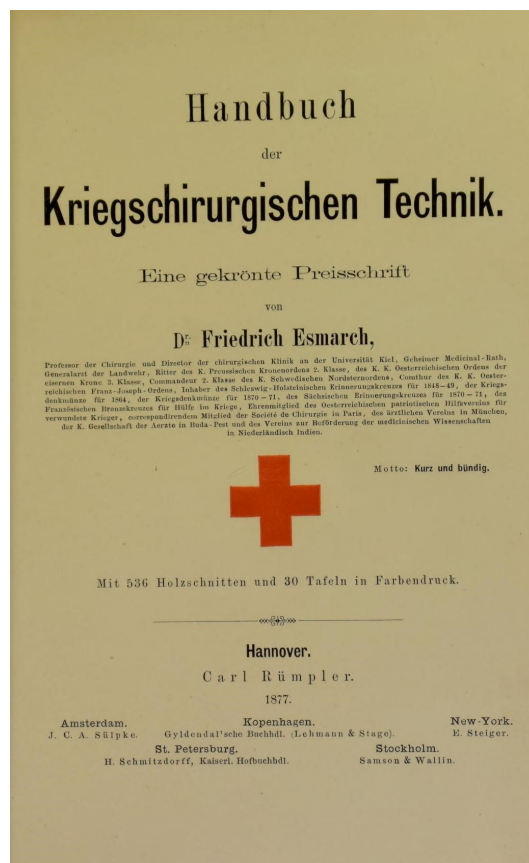 Handbuch
der
Kriegschirurgischen Technik.
Eine gekrönte Preisschrift
von
Dr. Friedrich Esmarch,
Professor der Chirurgie und Director der chirurgischen Klinik an der Universität Kiel, Geheimer Medicinal-Rath,
Generalarzt der Landwehr, Ritter des K. Preussischen Kronenordens 2. Klasse, des K. K. Oesterreichischen Ordens der
eisernen Krone 3. Klasse, Commandeur 2. Klasse des K. Schwedischen Nordsternordens, Comthur des K. K. Oester-
reichischen Franz-Joseph-Ordens, Inhaber des Schleswig-Holsteinischen Erinnerungskreuzes für 1848–49, der Kriegs-
denkmünze für 1864, der Kriegsdenkmünze für 1870–71, des Sächsischen Erinnerungskreuzes für 1870–71, des
Französischen Bronzekreuzes für Hülfe im Kriege, Ehrenmitglied des Oesterreichischen patriotischen Hilfsvereins für
verwundete Krieger, correspondirendem Mitglied der Société de Chirurgie in Paris, des ärztlichen Vereins in München,
der K. Gesellschaft der Aerzte in Buda-Pest und des Vereins zur Beförderung der medicinischen Wissenschaften
in Niederländisch Indien.
Motto: Kurz und bündig.
Mit 536 Holzschnitten und 30 Tafeln in Farbendruck.
Hannover.
Carl Rümpler.
1877.
Amsterdam. Kopenhagen. New-York.
J. C. A. Sülpke. Gyldendal'sche Buchhdl. (Lehmann & Stage). E. Steiger.
St. Petersburg. Stockholm.
H. Schmitzdorff, Kaiserl. Hofbuchhdl. Samson & Wallin.